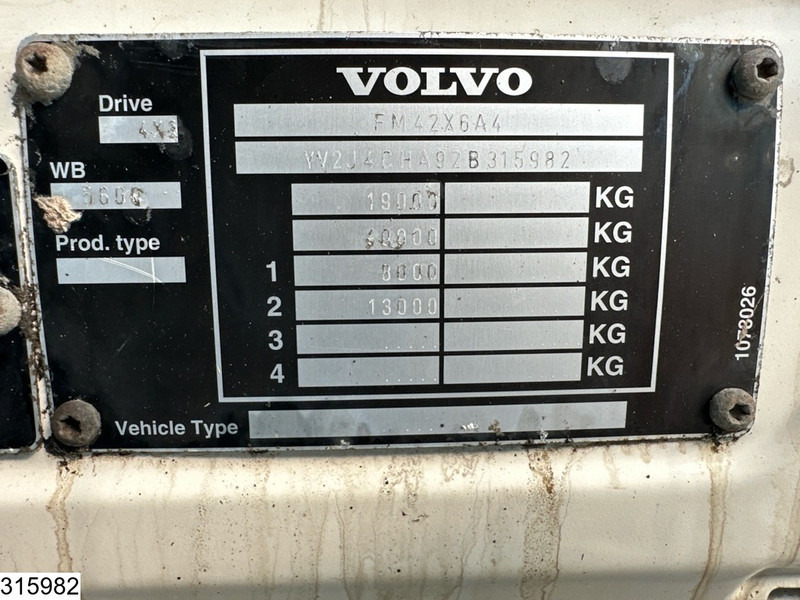 VOLVO
Drive
4X2
FM42X6A4
YV2J4CHA92B315982
WB
5600
19000 KG
KG
Prod. type
1 8000 KG
2 13000 KG
3 KG
4 KG
1078026
Vehicle Type
315982